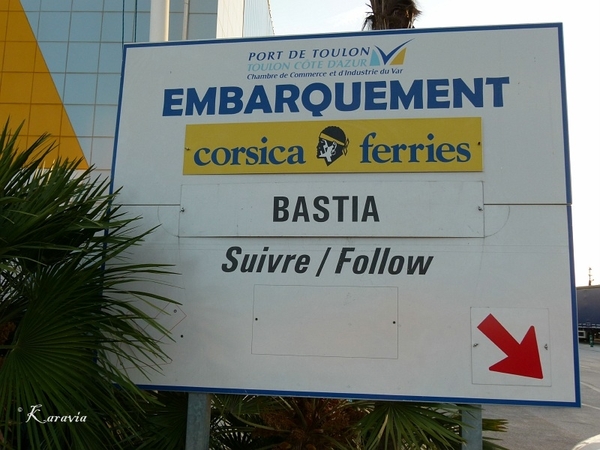 PORT DE TOULON
TOULON CÔTE D'AZUR
Chambre de Commerce et d'Industrie du Var
EMBARQUEMENT
corsica ferries
BASTIA
Suivre / Follow
© Karavia